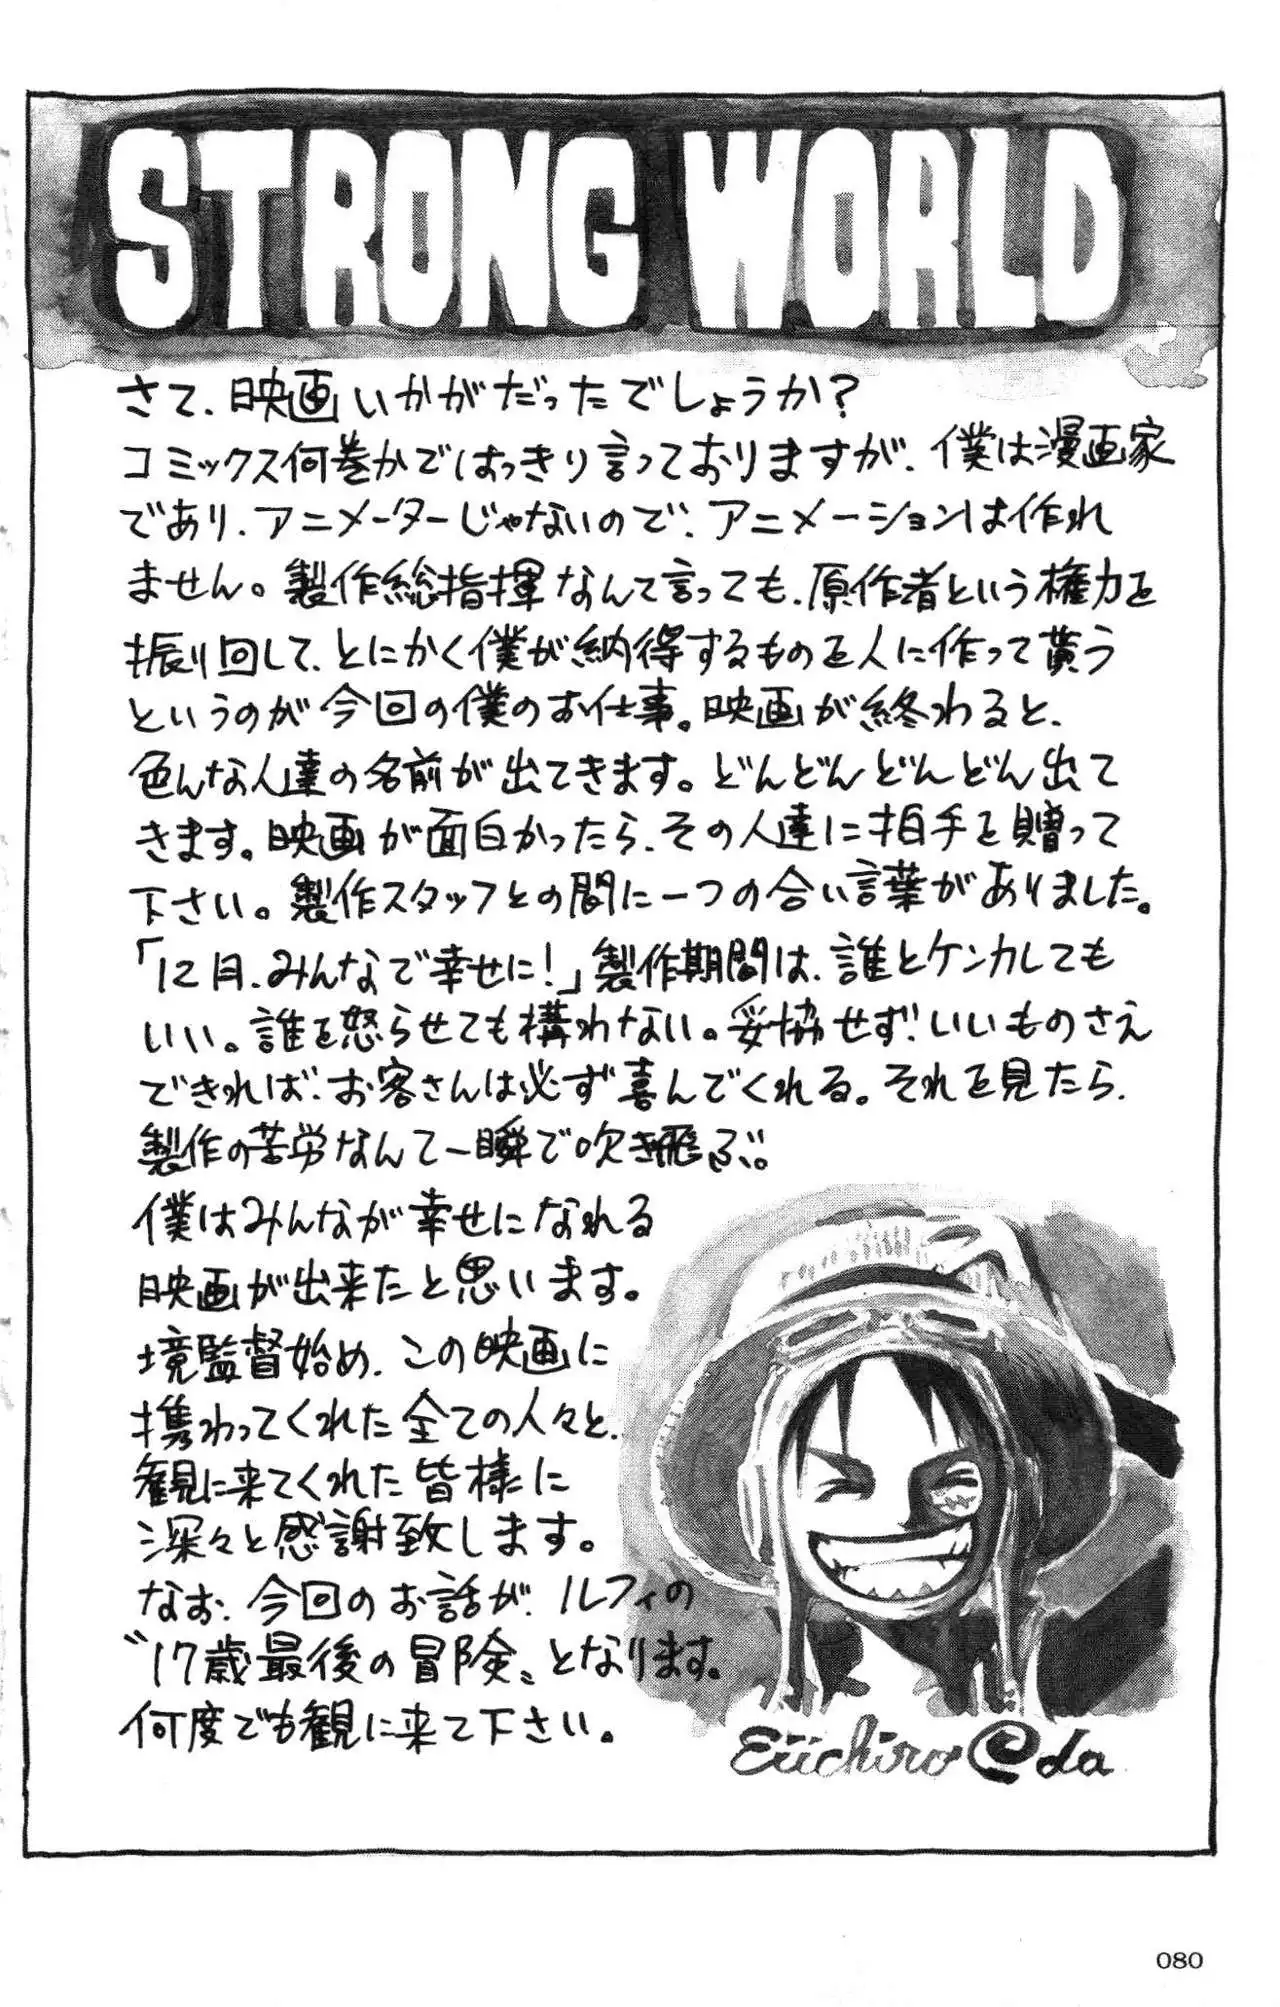 STRONG WORLD
さて、映画いかがだったでしょうか?
コミックス何巻かではっきり言っておりますが、僕は漫画家
であり、アニメーターじゃないので、アニメーションは作れ
ません。製作総指揮なんて言っても、原作者という権力を
振り回して、とにかく僕が納得するものを人に作って貰う
というのが今回の僕のお仕事。映画が終わると、
色んな人達の名前が出てきます。どんどんどんどん出て
きます。映画が面白かったら、その人達に拍手を贈って
下さい。製作スタッフとの間に一つの合い言葉がありました。
「12月、みんなで幸せに!」製作期間は、誰とケンカしても
いい。誰を怒らせても構わない。妥協せず、いいものさえ
できれば、お客さんは必ず喜んでくれる。それを見たら、
製作の苦労なんて一瞬で吹き飛ぶ。
僕はみんなが幸せになれる
映画が出来たと思います。
境監督始め、この映画に
携わってくれた全ての人々と、
観に来てくれた皆様に
深々と感謝致します。
なお、今回のお話が、ルフィの
〝17歳最後の冒険〟となります。
何度でも観に来て下さい。
Eiichiro Oda
080